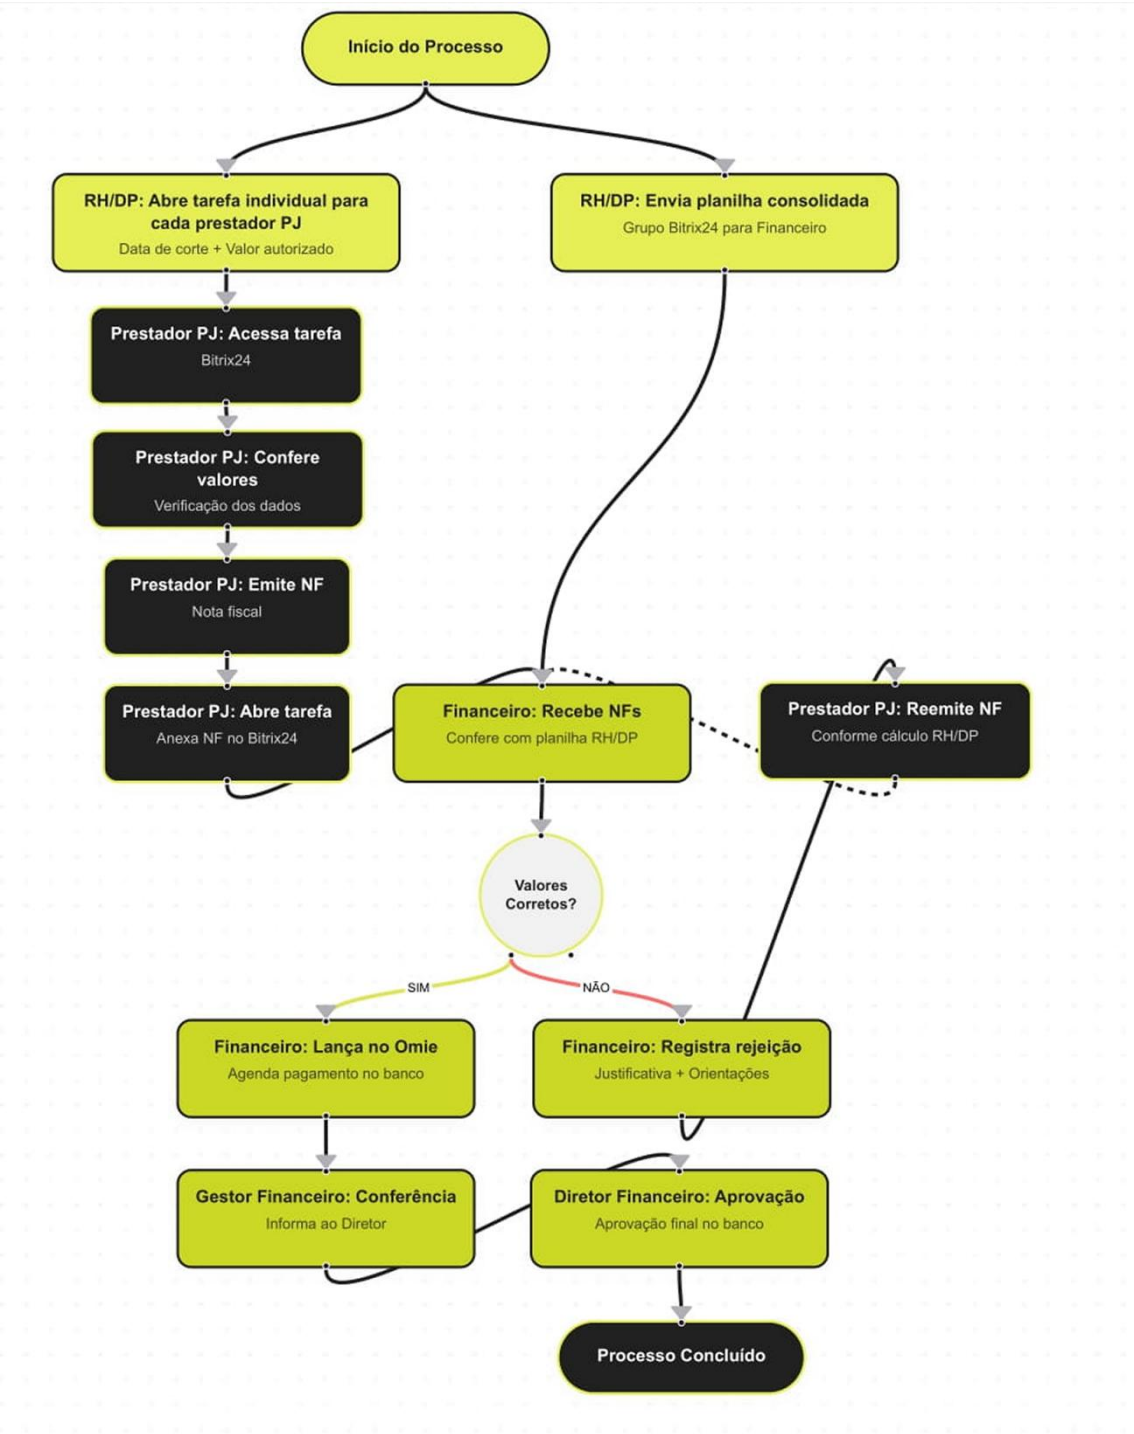 Início do Processo
RH/DP: Abre tarefa individual para
cada prestador PJ
Data de corte + Valor autorizado
RH/DP: Envia planilha consolidada
Grupo Bitrix24 para Financeiro
Prestador PJ: Acessa tarefa
Bitrix24
Prestador PJ: Confere
valores
Verificação dos dados
Prestador PJ: Emite NF
Nota fiscal
Prestador PJ: Abre tarefa
Anexa NF no Bitrix24
Financeiro: Recebe NFs
Confere com planilha RH/DP
Prestador PJ: Reemite NF
Conforme cálculo RH/DP
Valores
Corretos?
SIM
NÃO
Financeiro: Lança no Omie
Agenda pagamento no banco
Financeiro: Registra rejeição
Justificativa + Orientações
Gestor Financeiro: Conferência
Informa ao Diretor
Diretor Financeiro: Aprovação
Aprovação final no banco
Processo Concluído